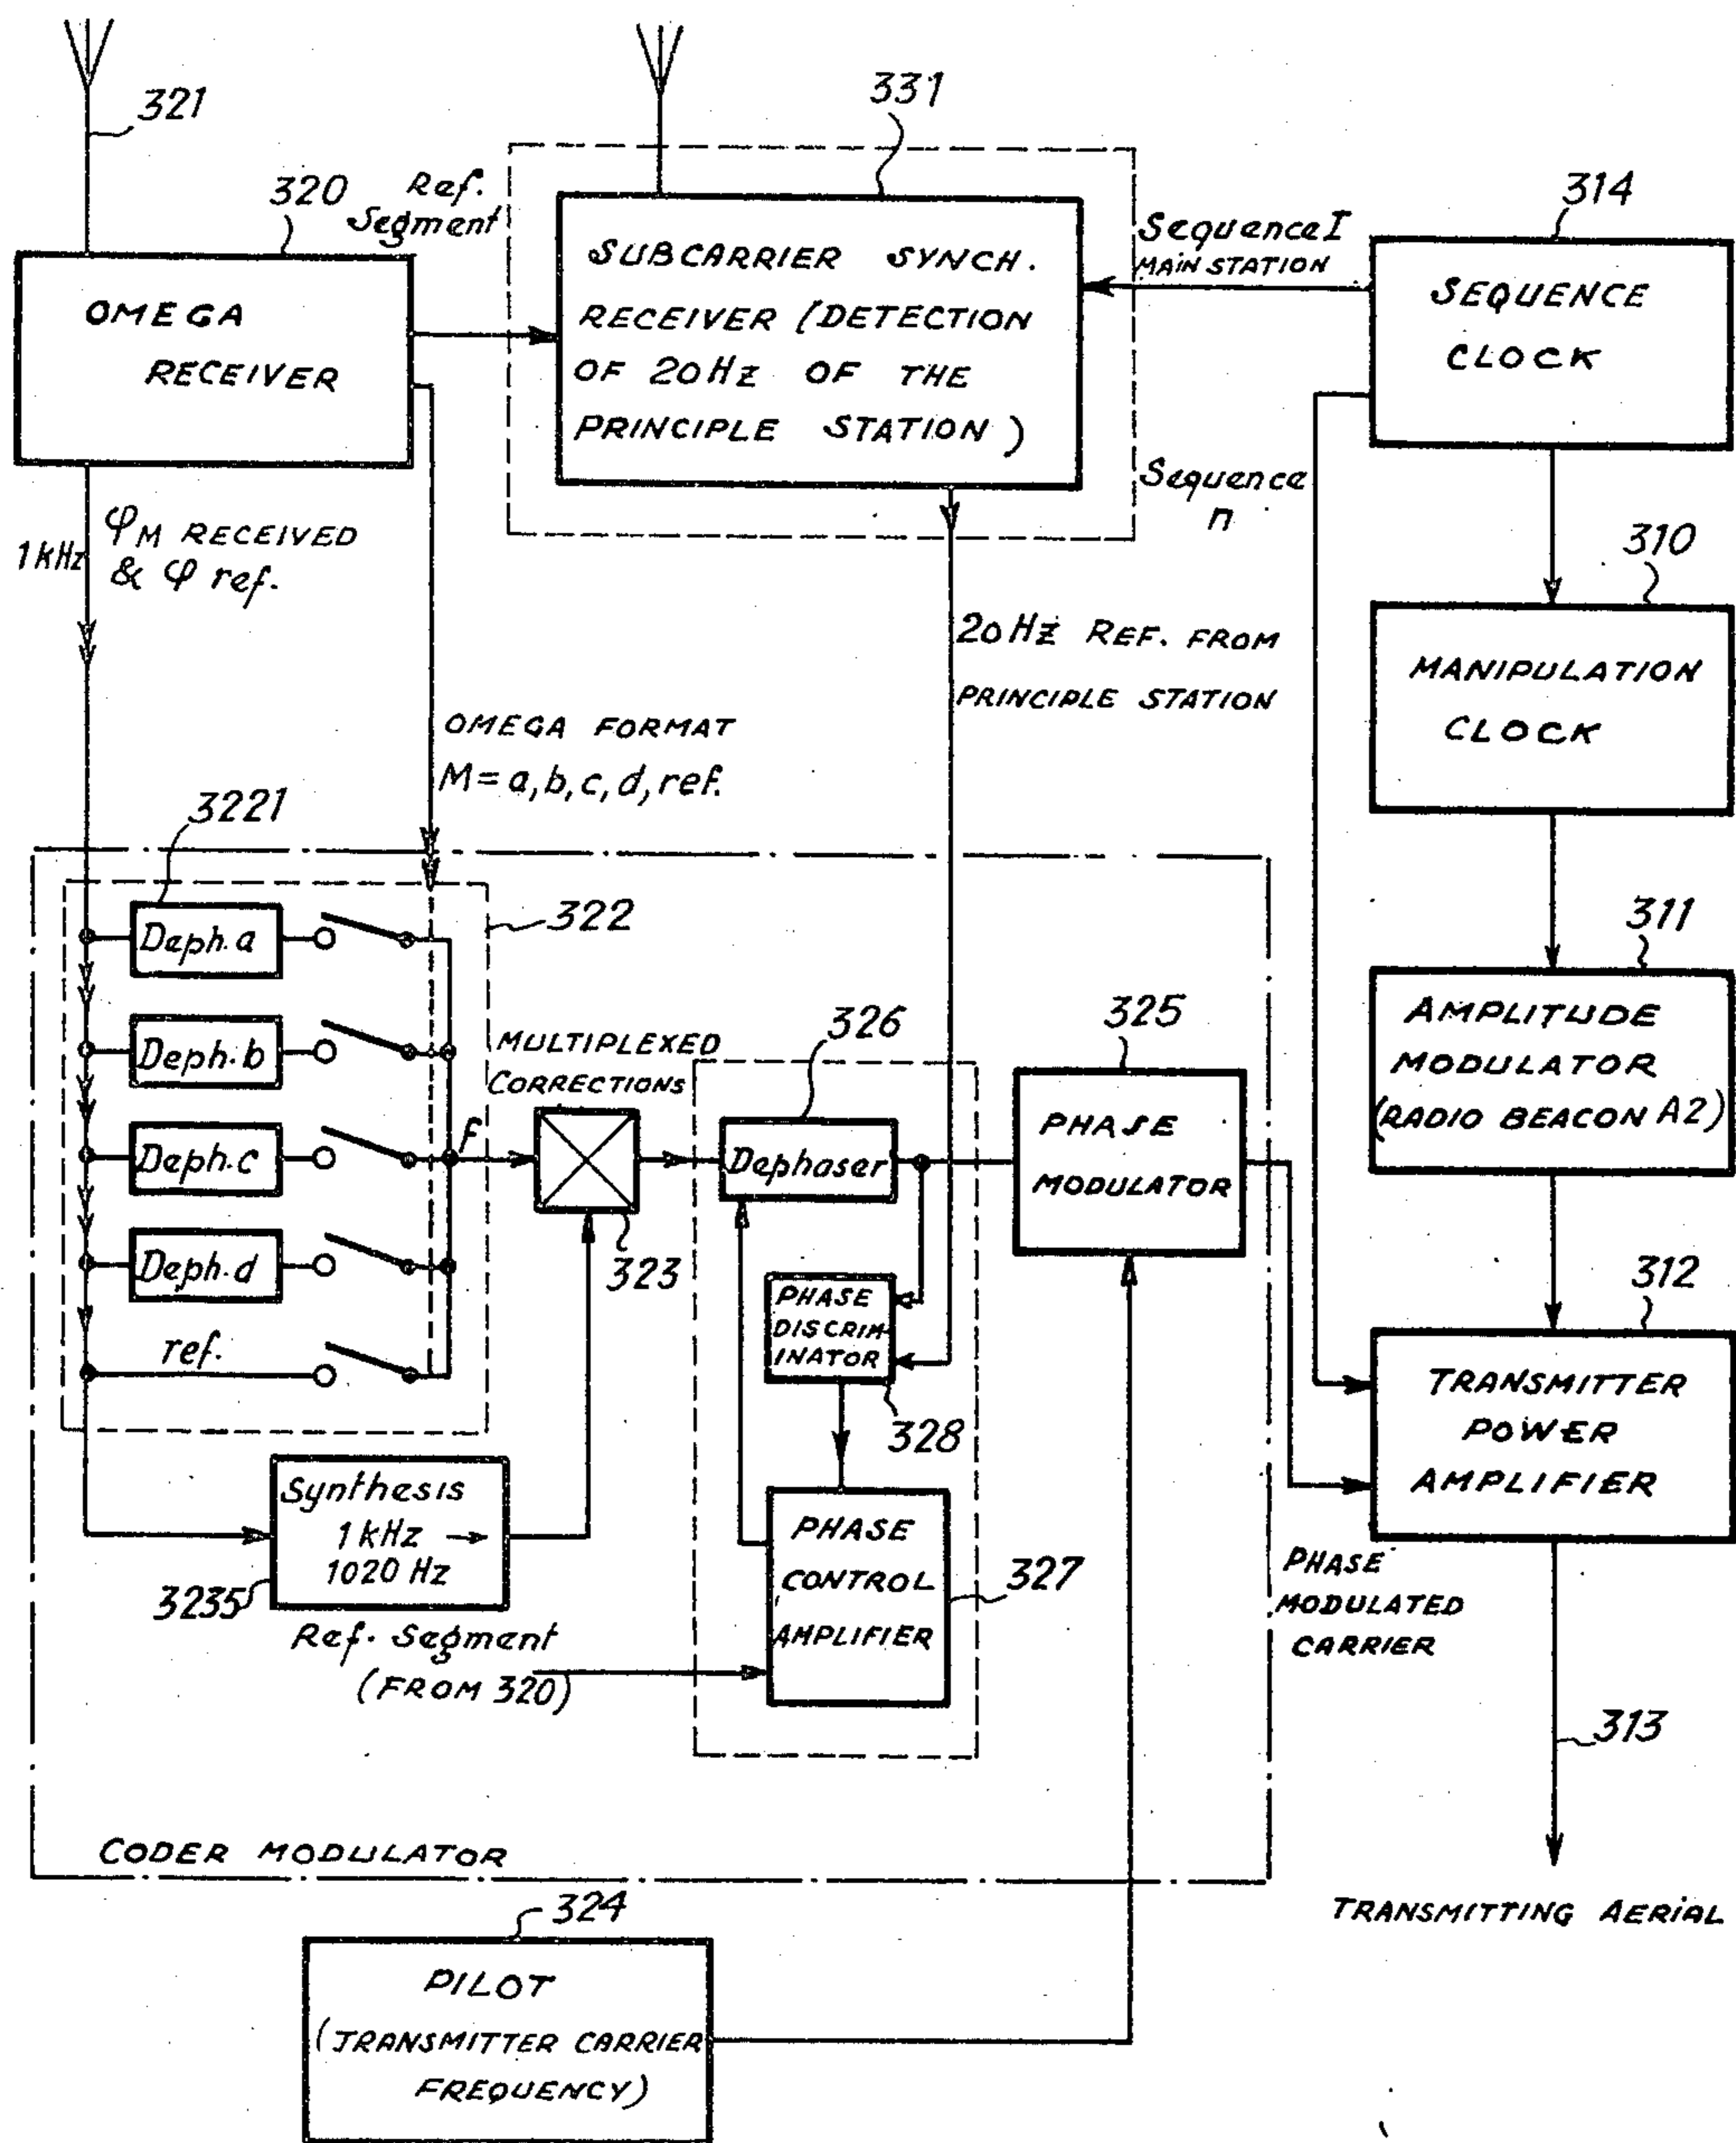 321
331
320
Ref.
Segment
314
OMEGA
RECEIVER
SUBCARRIER SYNCH.
RECEIVER (DETECTION
OF 20Hz OF THE
PRINCIPLE STATION)
Sequence I
MAIN STATION
SEQUENCE
CLOCK
Sequence
n
1kHz
φM RECEIVED
& φ ref.
310
20Hz REF. FROM
PRINCIPLE STATION
MANIPULATION
CLOCK
OMEGA FORMAT
M=a,b,c,d,ref.
3221
322
Deph.a
Deph.b
Deph.c
Deph.d
ref.
f
MULTIPLEXED
CORRECTIONS
323
326
Dephaser
325
PHASE
MODULATOR
311
AMPLITUDE
MODULATOR
(RADIO BEACON A2)
PHASE
DISCRIM-
INATOR
328
312
TRANSMITTER
POWER
AMPLIFIER
Synthesis
1kHz →
1020 Hz
3235
PHASE
CONTROL
AMPLIFIER
327
Ref. Segment
(FROM 320)
PHASE
MODULATED
CARRIER
313
CODER MODULATOR
TRANSMITTING AERIAL
324
PILOT
(TRANSMITTER CARRIER
FREQUENCY)